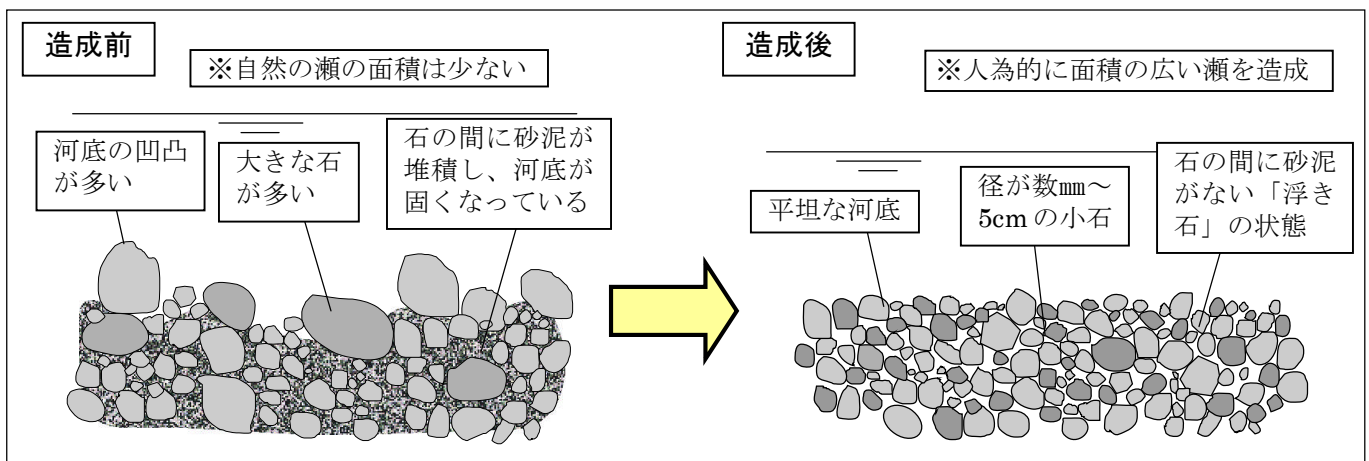 造成前
※自然の瀬の面積は少ない
河底の凹凸
が多い
大きな石
が多い
石の間に砂泥が
堆積し、河底が
固くなっている
造成後
※人為的に面積の広い瀬を造成
平坦な河底
径が数㎜～
5cmの小石
石の間に砂泥
がない「浮き
石」の状態